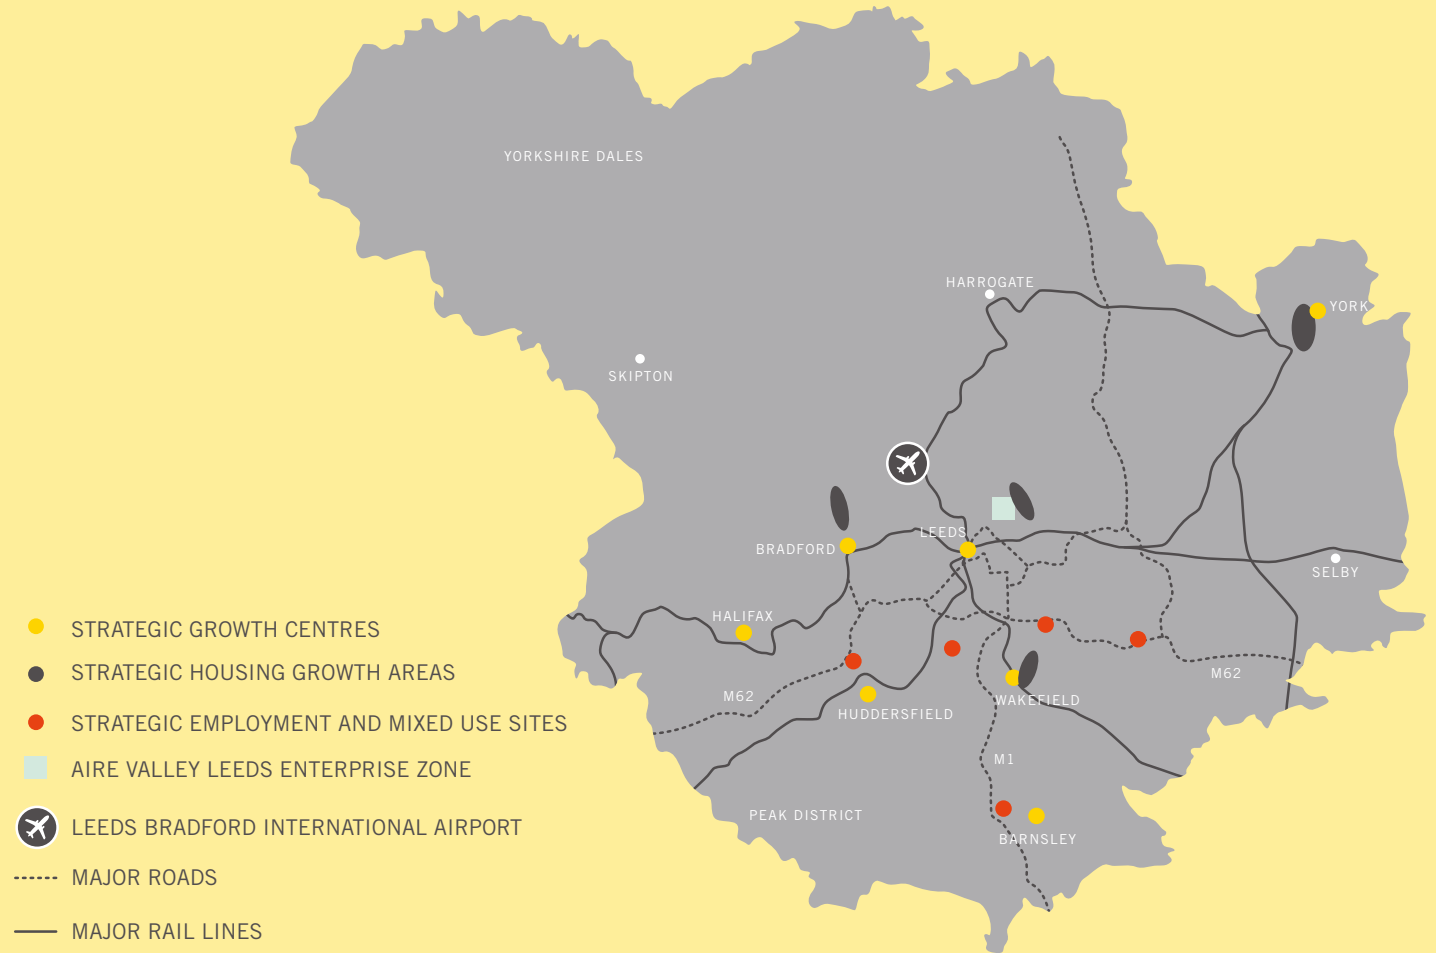 YORKSHIRE DALES
HARROGATE
YORK
SKIPTON
LEEDS
BRADFORD
SELBY
HALIFAX
M62
M62
HUDDERSFIELD
WAKEFIELD
M1
PEAK DISTRICT
BARNSLEY
STRATEGIC GROWTH CENTRES
STRATEGIC HOUSING GROWTH AREAS
STRATEGIC EMPLOYMENT AND MIXED USE SITES
AIRE VALLEY LEEDS ENTERPRISE ZONE
LEEDS BRADFORD INTERNATIONAL AIRPORT
MAJOR ROADS
MAJOR RAIL LINES